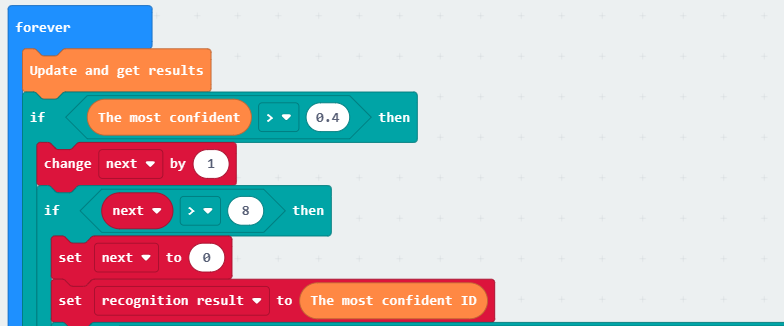 forever
Update and get results
if The most confident > 0.4 then
change next by 1
if next > 8 then
set next to 0
set recognition result to The most confident ID